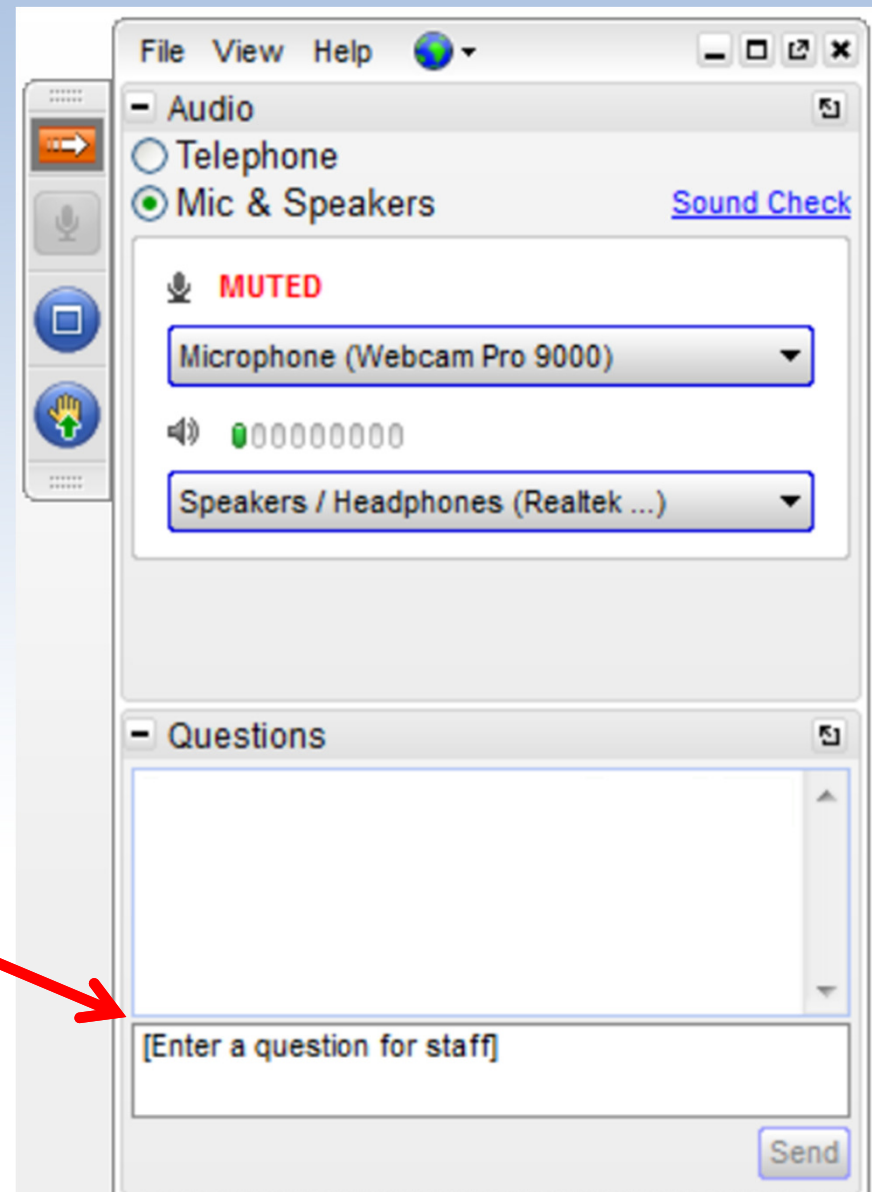 File View Help
Audio
Telephone
Mic & Speakers Sound Check
MUTED
Microphone (Webcam Pro 9000)
Speakers / Headphones (Realtek ...)
Questions
[Enter a question for staff]
Send